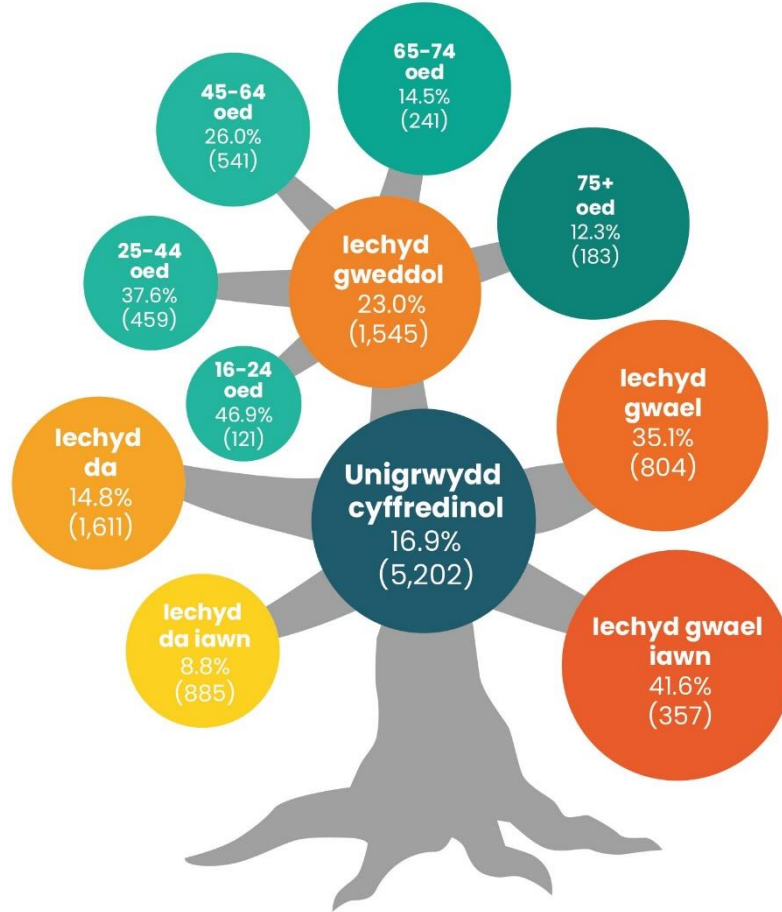 65-74
oed
14.5%
(241)
45-64
oed
26.0%
(541)
75+
oed
12.3%
(183)
25-44
oed
37.6%
(459)
Iechyd
gweddol
23.0%
(1,545)
16-24
oed
46.9%
(121)
Iechyd
gwael
35.1%
(804)
Iechyd
da
14.8%
(1,611)
Unigrwydd
cyffredinol
16.9%
(5,202)
Iechyd
da iawn
8.8%
(885)
Iechyd gwael
iawn
41.6%
(357)